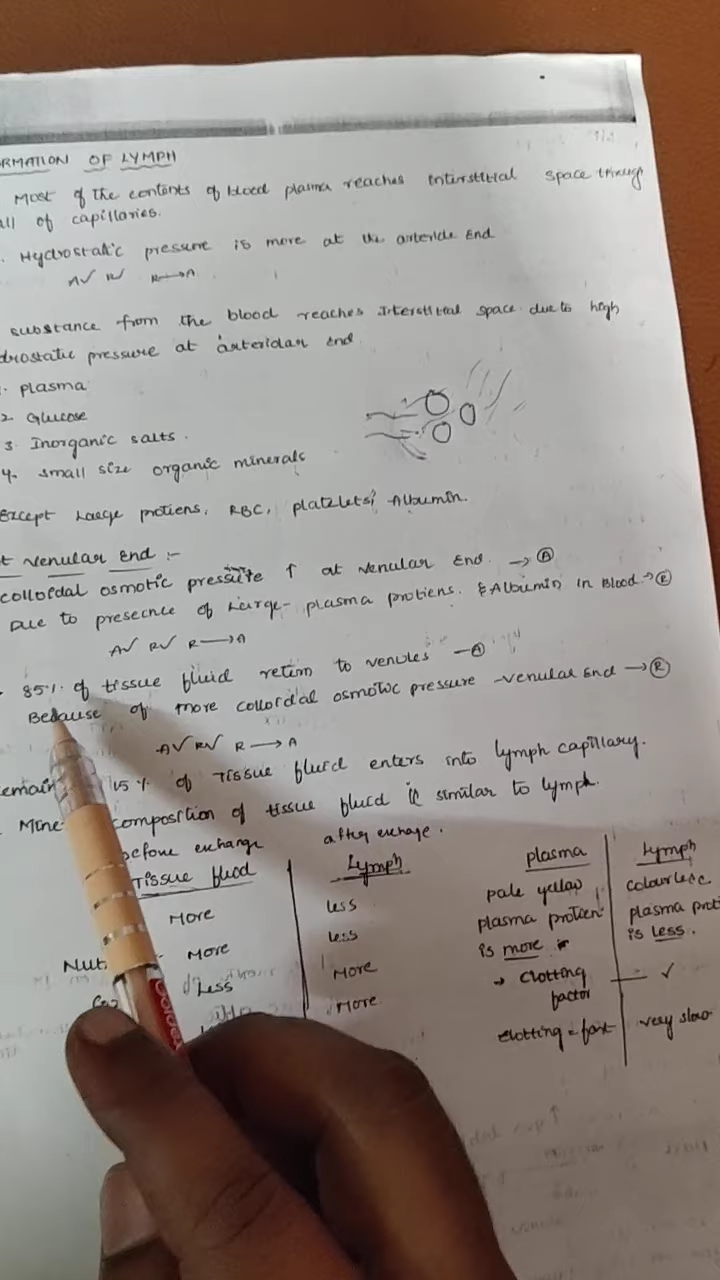 RMATION OF LYMPH
Most of the contents of blood plasma reaches Interstitial space through
all of capillaries.
Hydrostatic pressure is more at the arteriole End
A✓ R✓ R→A
substance from the blood reaches Interstitial space due to high
drostatic pressure at arteriolar end.
1. plasma
2. Glucose
3. Inorganic salts.
4. small size organic minerals
Except Large protiens, RBC, platelets, Albumin.
t venular End :-
colloidal osmotic pressure ↑ at venular End. → Ⓐ
Due to presecnce of Large- plasma protiens. & Albumin in Blood → Ⓡ
A✓ R✓ R → A
85% of tissue fluid return to venules - Ⓐ
Because of more colloidal osmotic pressure -venular End → Ⓡ
A✓ R✓ R → A
emain 15% of Tissue fluid enters into lymph capillary.
Mine composition of tissue fluid is similar to lymph.
before exchange after exchage.
Tissue flued Lymph
More less
More less
Nut
Less More
More
plasma Lymph
pale yellow colourless
plasma protien is more plasma prot is less.
→ Clotting factor ✓
clotting = fast very slow